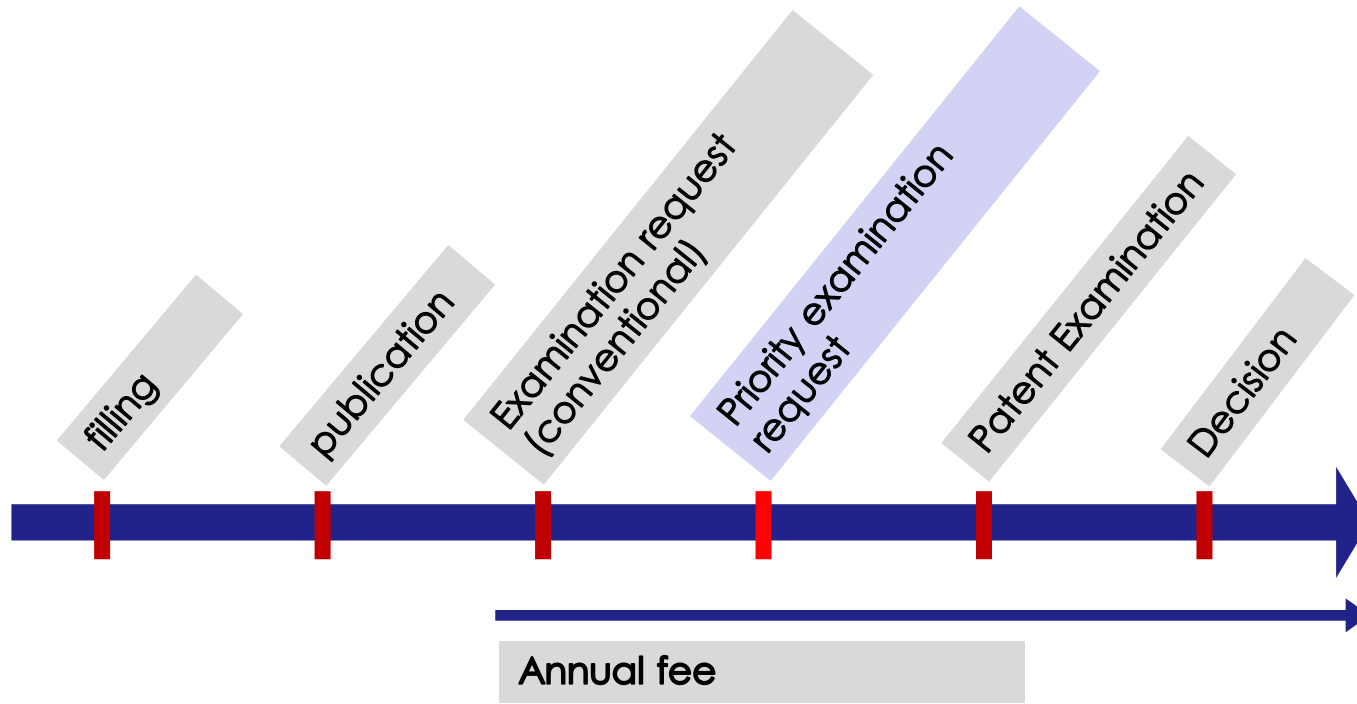 filling
publication
Examination request
(conventional)
Priority examination
request
Patent Examination
Decision
Annual fee